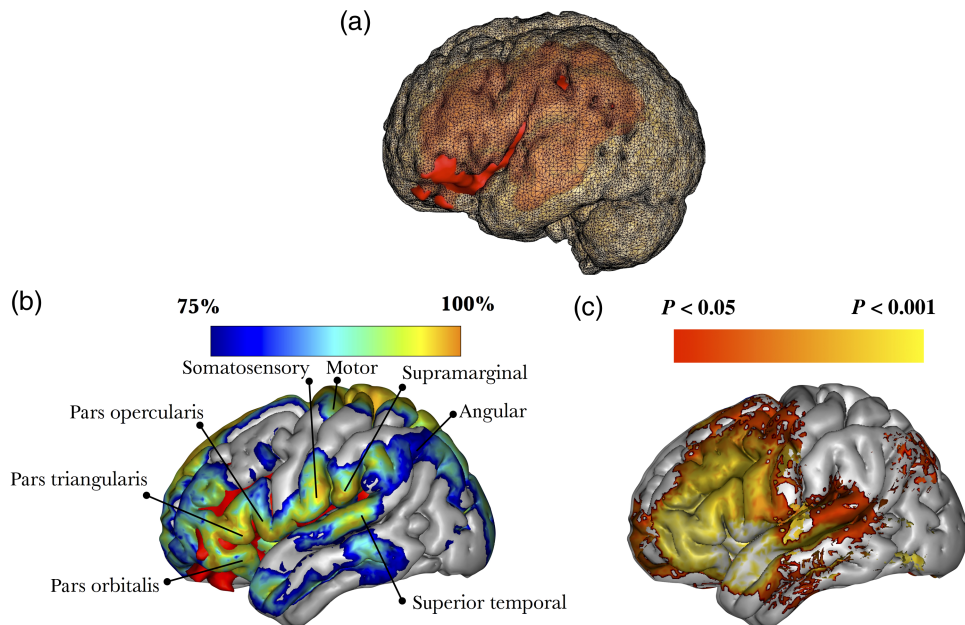 (a)
(b)
75%
100%
Somatosensory
Motor
Supramarginal
Pars opercularis
Angular
Pars triangularis
Pars orbitalis
Superior temporal
(c)
P < 0.05
P < 0.001